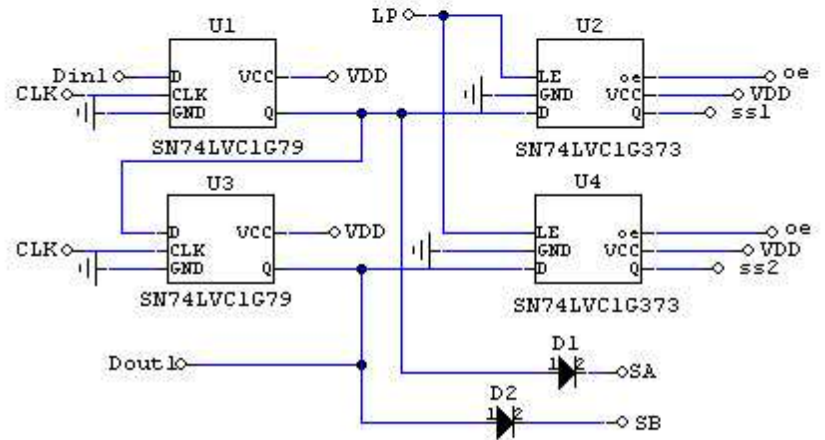 LP
U1
U2
Din1
D
VCC
VDD
LE
oe
oe
CLK
CLK
GND
VCC
VDD
GND
Q
D
Q
ss1
SN74LVC1G79
SN74LVC1G373
U3
U4
D
VCC
VDD
LE
oe
oe
CLK
CLK
GND
VCC
VDD
GND
Q
D
Q
ss2
SN74LVC1G79
SN74LVC1G373
Dout1
D1
1
2
SA
D2
1
2
SB